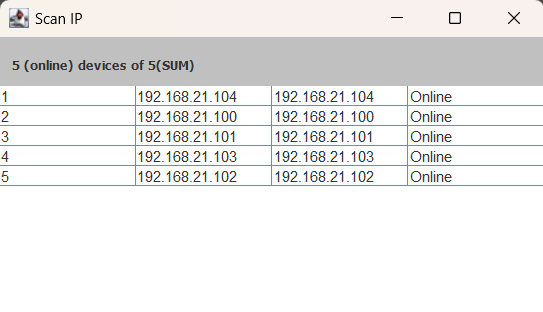 Scan IP
5 (online) devices of 5(SUM)
1 192.168.21.104 192.168.21.104 Online
2 192.168.21.100 192.168.21.100 Online
3 192.168.21.101 192.168.21.101 Online
4 192.168.21.103 192.168.21.103 Online
5 192.168.21.102 192.168.21.102 Online